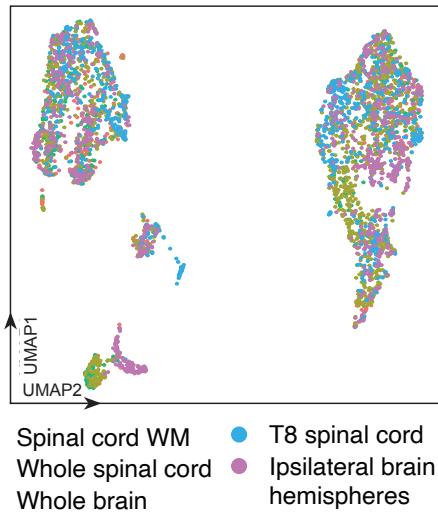 UMAP1
UMAP2
Spinal cord WM
Whole spinal cord
Whole brain
T8 spinal cord
Ipsilateral brain
hemispheres